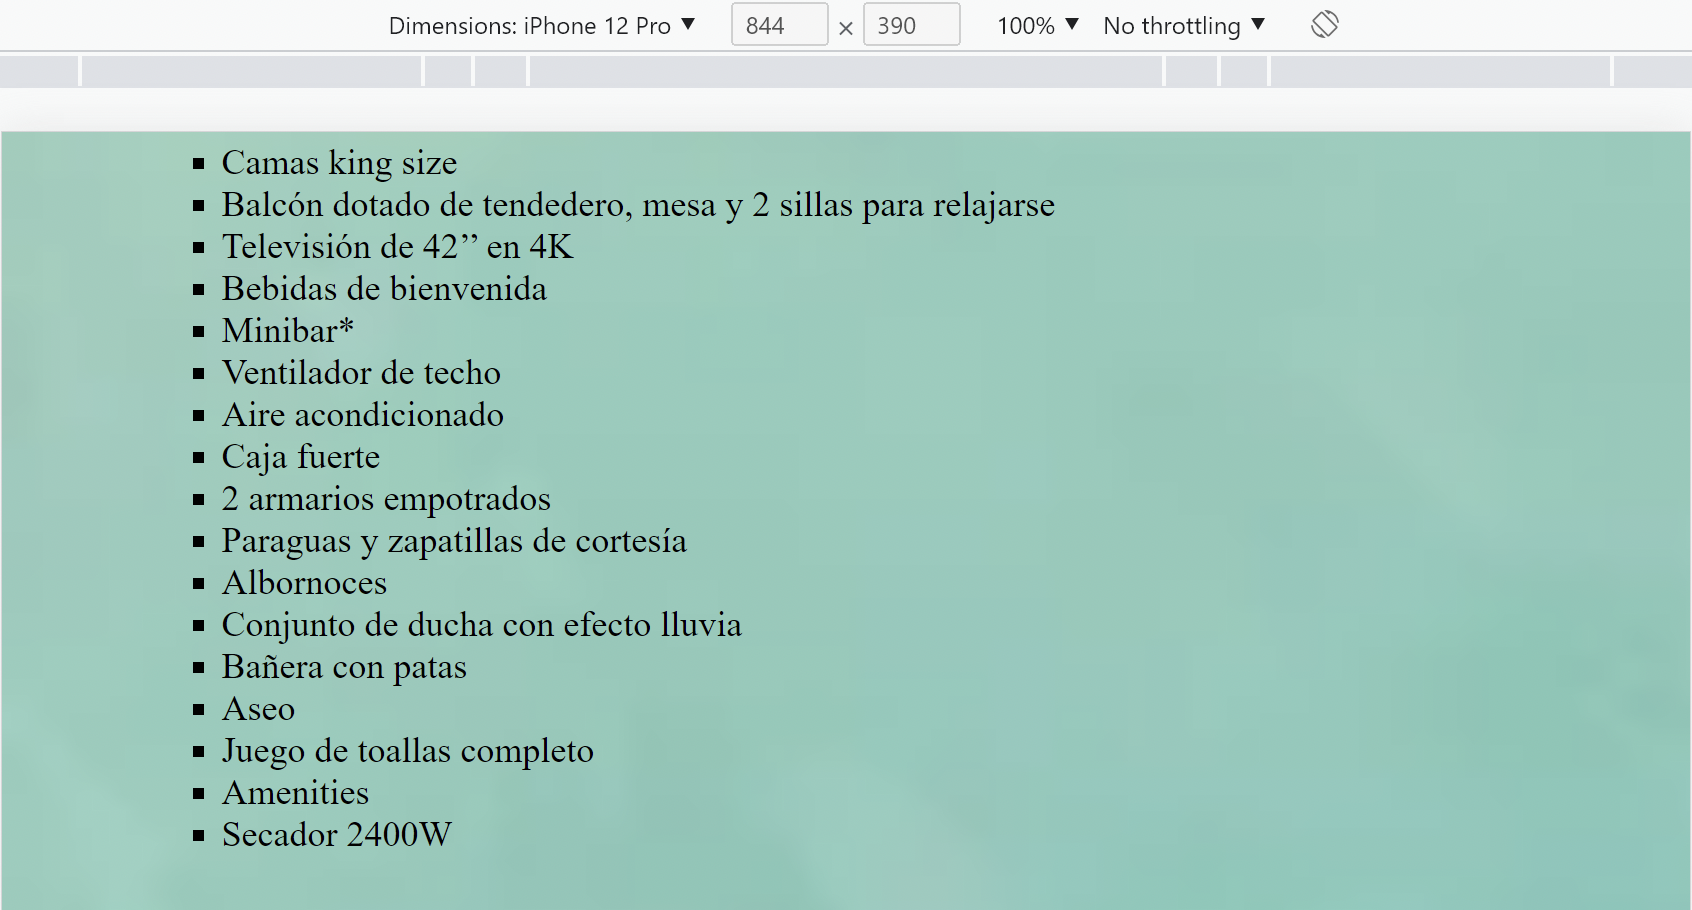 Dimensions: iPhone 12 Pro ▼ 844 × 390 100% ▼ No throttling ▼
Camas king size
Balcón dotado de tendedero, mesa y 2 sillas para relajarse
Televisión de 42’’ en 4K
Bebidas de bienvenida
Minibar*
Ventilador de techo
Aire acondicionado
Caja fuerte
2 armarios empotrados
Paraguas y zapatillas de cortesía
Albornoces
Conjunto de ducha con efecto lluvia
Bañera con patas
Aseo
Juego de toallas completo
Amenities
Secador 2400W